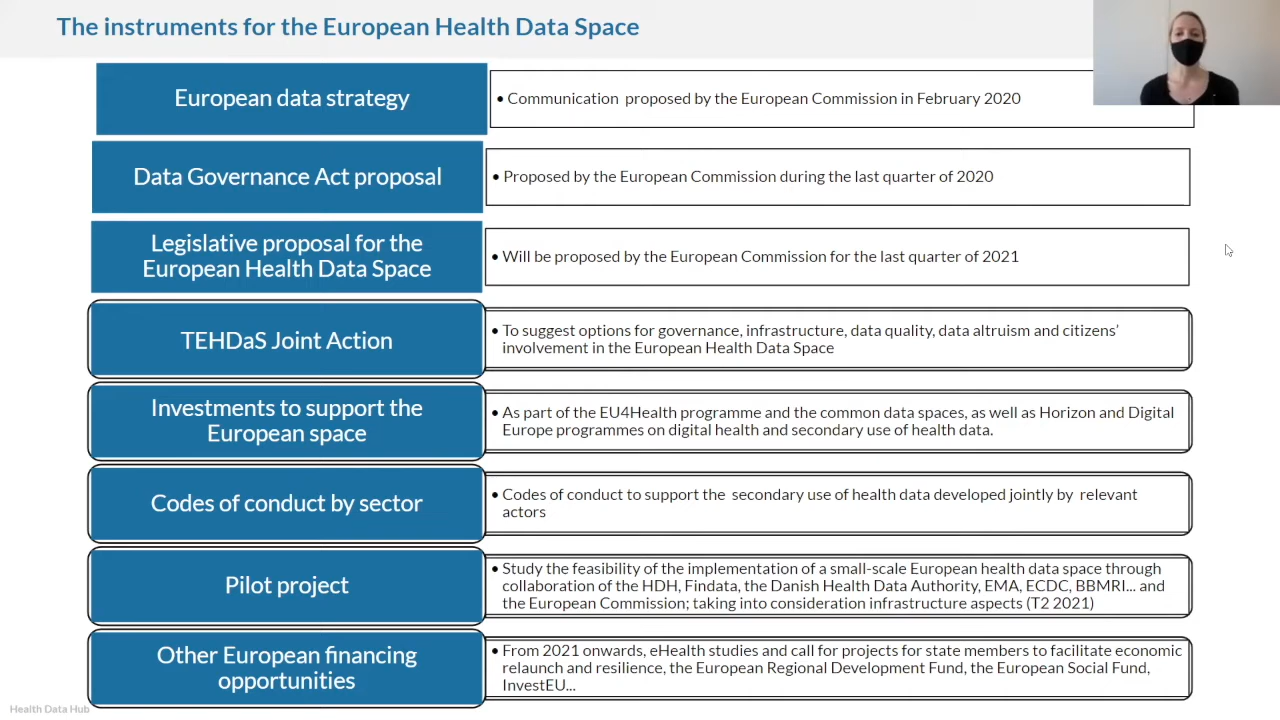 The instruments for the European Health Data Space
European data strategy
• Communication proposed by the European Commission in February 2020
Data Governance Act proposal
• Proposed by the European Commission during the last quarter of 2020
Legislative proposal for the
European Health Data Space
• Will be proposed by the European Commission for the last quarter of 2021
TEHDaS Joint Action
• To suggest options for governance, infrastructure, data quality, data altruism and citizens’
involvement in the European Health Data Space
Investments to support the
European space
• As part of the EU4Health programme and the common data spaces, as well as Horizon and Digital
Europe programmes on digital health and secondary use of health data.
Codes of conduct by sector
• Codes of conduct to support the secondary use of health data developed jointly by relevant
actors
Pilot project
• Study the feasibility of the implementation of a small-scale European health data space through
collaboration of the HDH, Findata, the Danish Health Data Authority, EMA, ECDC, BBMRI... and
the European Commission; taking into consideration infrastructure aspects (T2 2021)
Other European financing
opportunities
• From 2021 onwards, eHealth studies and call for projects for state members to facilitate economic
relaunch and resilience, the European Regional Development Fund, the European Social Fund,
InvestEU...
Health Data Hub